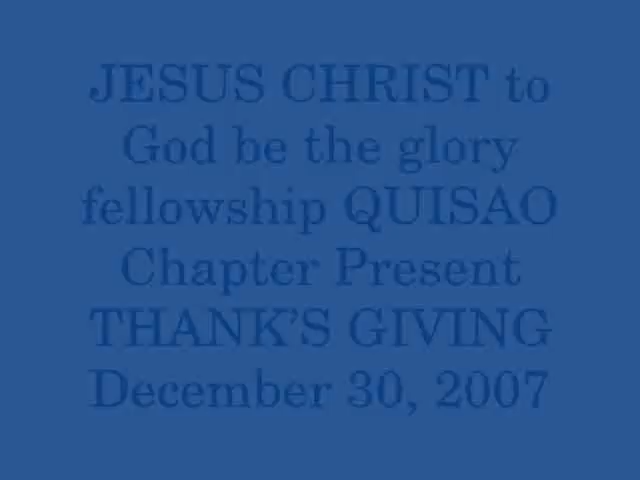 JESUS CHRIST to
God be the glory
fellowship QUISAO
Chapter Present
THANK'S GIVING
December 30, 2007